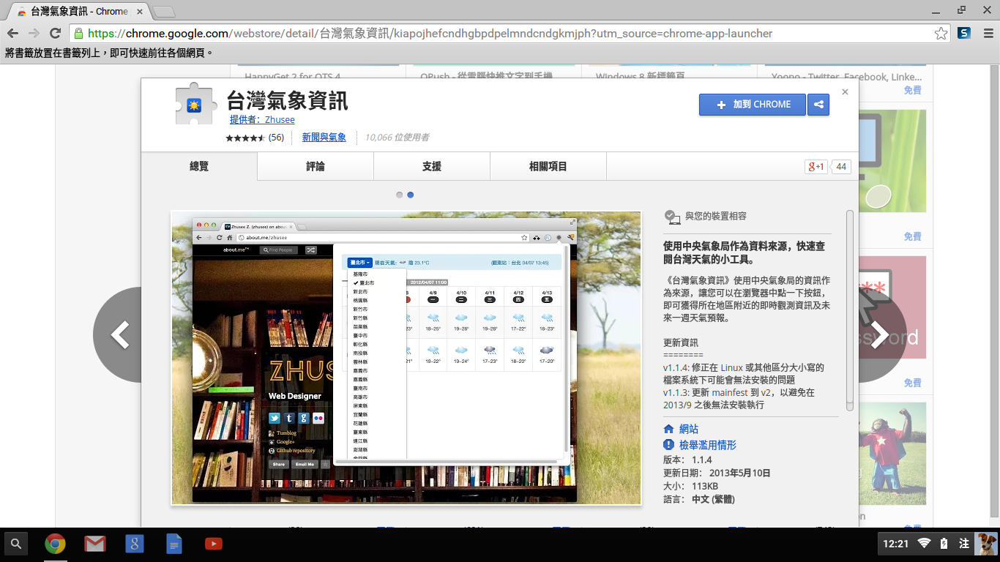 台灣氣象資訊 - Chrome
https://chrome.google.com/webstore/detail/台灣氣象資訊/kiapojhefcndhgbpdpelmndcndgkmjph?utm_source=chrome-app-launcher
將書籤放置在書籤列上，即可快速前往各個網頁。
HappyGet 2 for OTS 4
QPush - 從電腦快推文字到手機
Windows 8 新標籤頁
Yoono - Twitter, Facebook, Linke...
免費
台灣氣象資訊
提供者：Zhusee
(56)
新聞與氣象
10,066 位使用者
加到 CHROME
總覽
評論
支援
相關項目
g+1
44
Zhusee Z. (zhusee) on abou
about.me/zhusee
about.me
Find People
臺北市
現在天氣:
陰 23.1°C
(觀測站：台北 04/07 13:45)
: 2012/04/07 11:00
基隆市
臺北市
新北市
桃園縣
新竹市
新竹縣
苗栗縣
臺中市
彰化縣
南投縣
雲林縣
嘉義市
嘉義縣
臺南市
高雄市
屏東縣
宜蘭縣
花蓮縣
臺東縣
連江縣
澎湖縣
8
4/9
4/10
4/11
4/12
4/13
一
二
三
四
五
23°
18~25°
19~28°
19~28°
17~22°
18~23°
21°
19~22°
19~24°
17~23°
18~20°
17~20°
ZHUS
Web Designer
Tumblog
Google+
Github repository
Share
Email Me
與您的裝置相容
使用中央氣象局作為資料來源，快速查
閱台灣天氣的小工具。
《台灣氣象資訊》使用中央氣象局的資訊作
為來源，讓您可以在瀏覽器中點一下按鈕，
即可獲得所在地區附近的即時觀測資訊及未
來一週天氣預報。
更新資訊
========
v1.1.4: 修正在 Linux 或其他區分大小寫的
檔案系統下可能會無法安裝的問題
v1.1.3: 更新 mainfest 到 v2，以避免在
2013/9 之後無法安裝執行
網站
檢舉濫用情形
版本： 1.1.4
更新日期： 2013年5月10日
大小： 113KB
語言： 中文 (繁體)
免費
ssword
免費
on
12:21
注